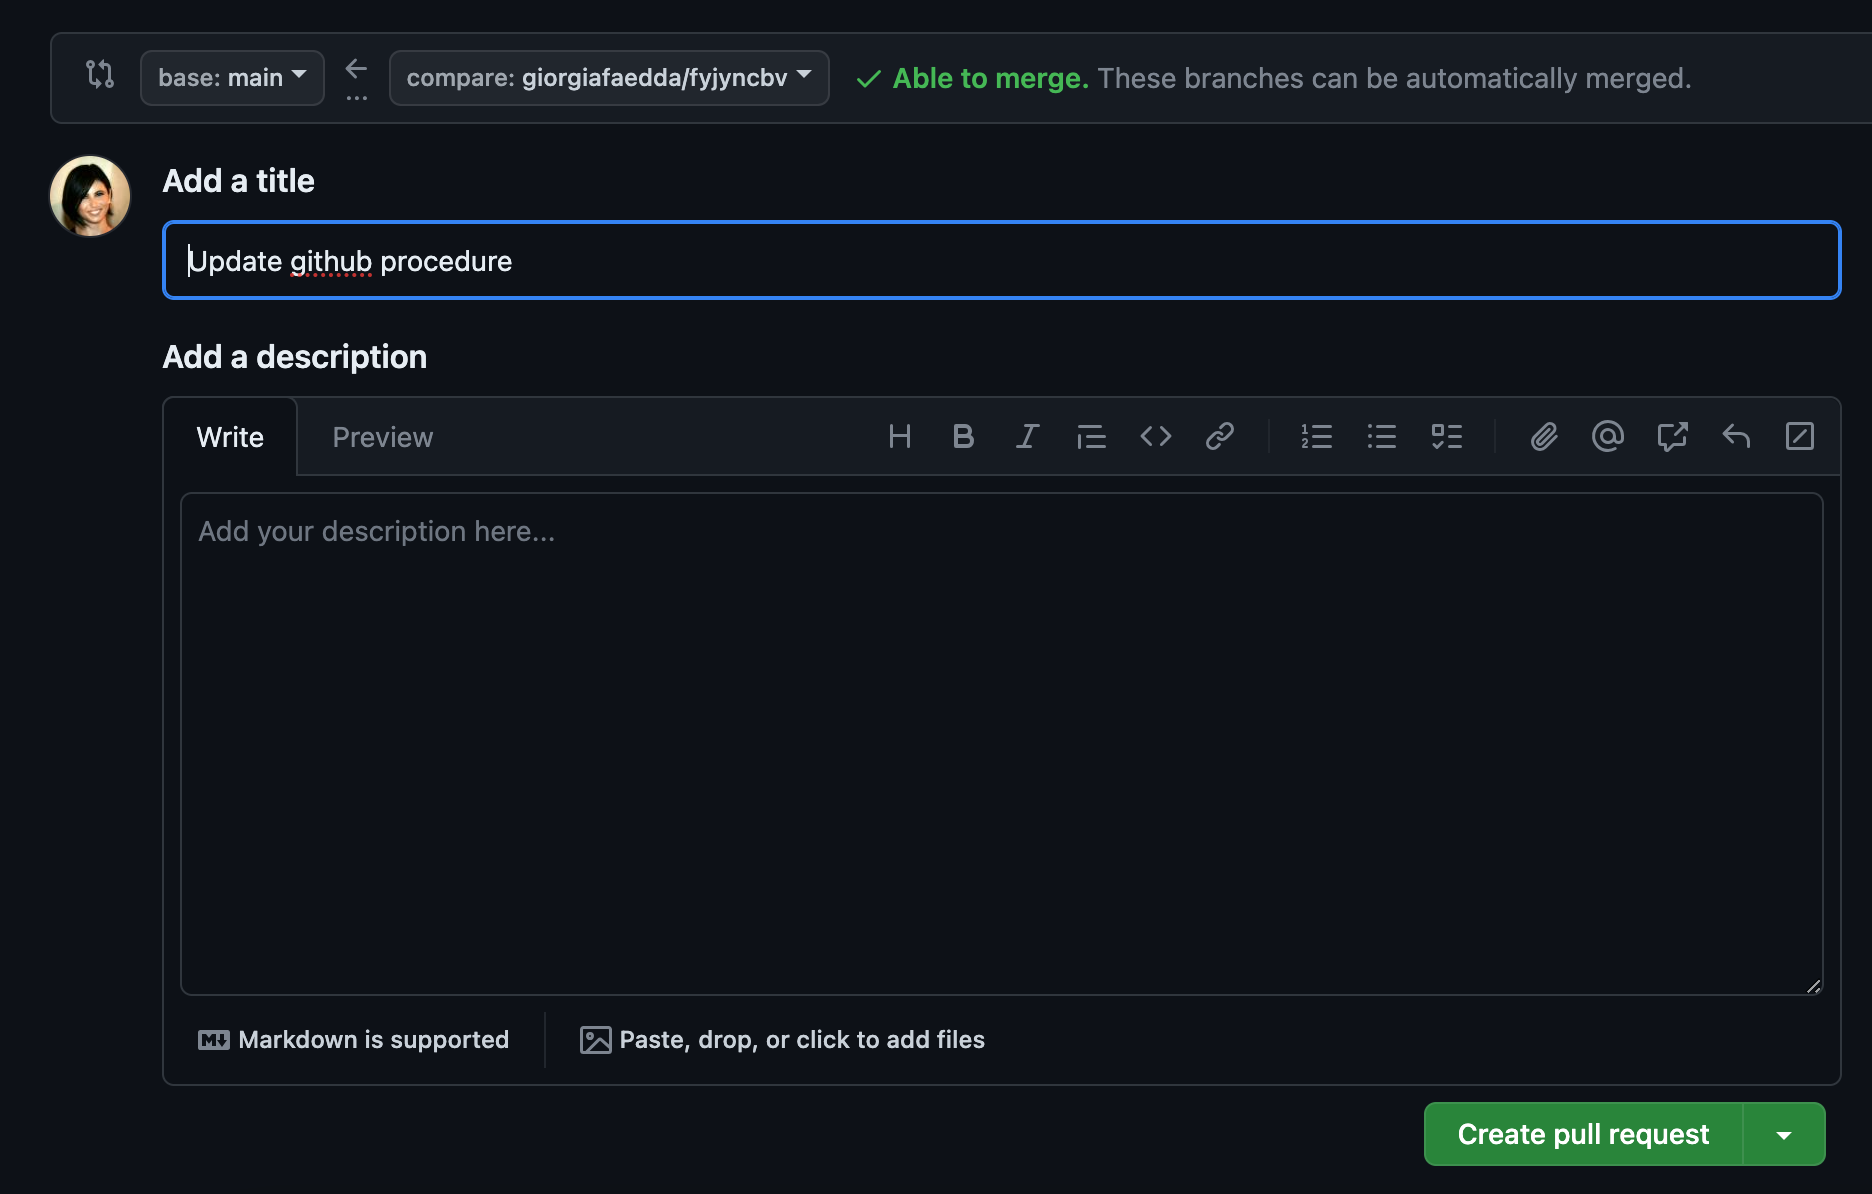 base: main compare: giorgiafaedda/fyjyncbv Able to merge. These branches can be automatically merged.
Add a title
Update github procedure
Add a description
Write Preview
Add your description here...
Markdown is supported Paste, drop, or click to add files
Create pull request